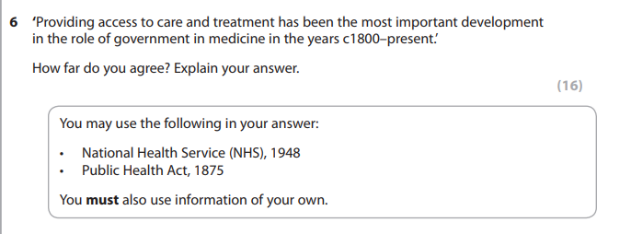 6 ‘Providing access to care and treatment has been the most important development
in the role of government in medicine in the years c1800–present.’
How far do you agree? Explain your answer.
(16)
You may use the following in your answer:
• National Health Service (NHS), 1948
• Public Health Act, 1875
You must also use information of your own.